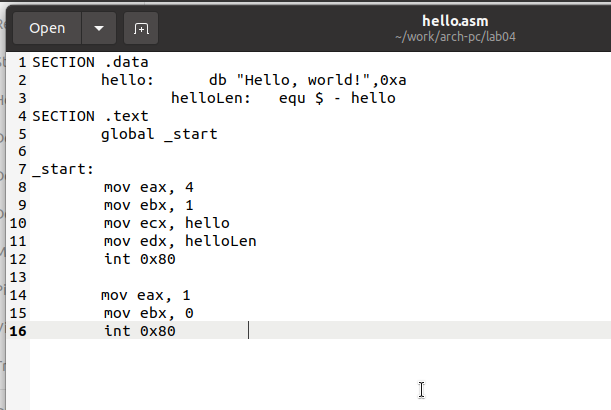 Open
hello.asm
~/work/arch-pc/lab04
1 SECTION .data
2 hello: db "Hello, world!",0xa
3 helloLen: equ $ - hello
4 SECTION .text
5 global _start
6
7 _start:
8 mov eax, 4
9 mov ebx, 1
10 mov ecx, hello
11 mov edx, helloLen
12 int 0x80
13
14 mov eax, 1
15 mov ebx, 0
16 int 0x80